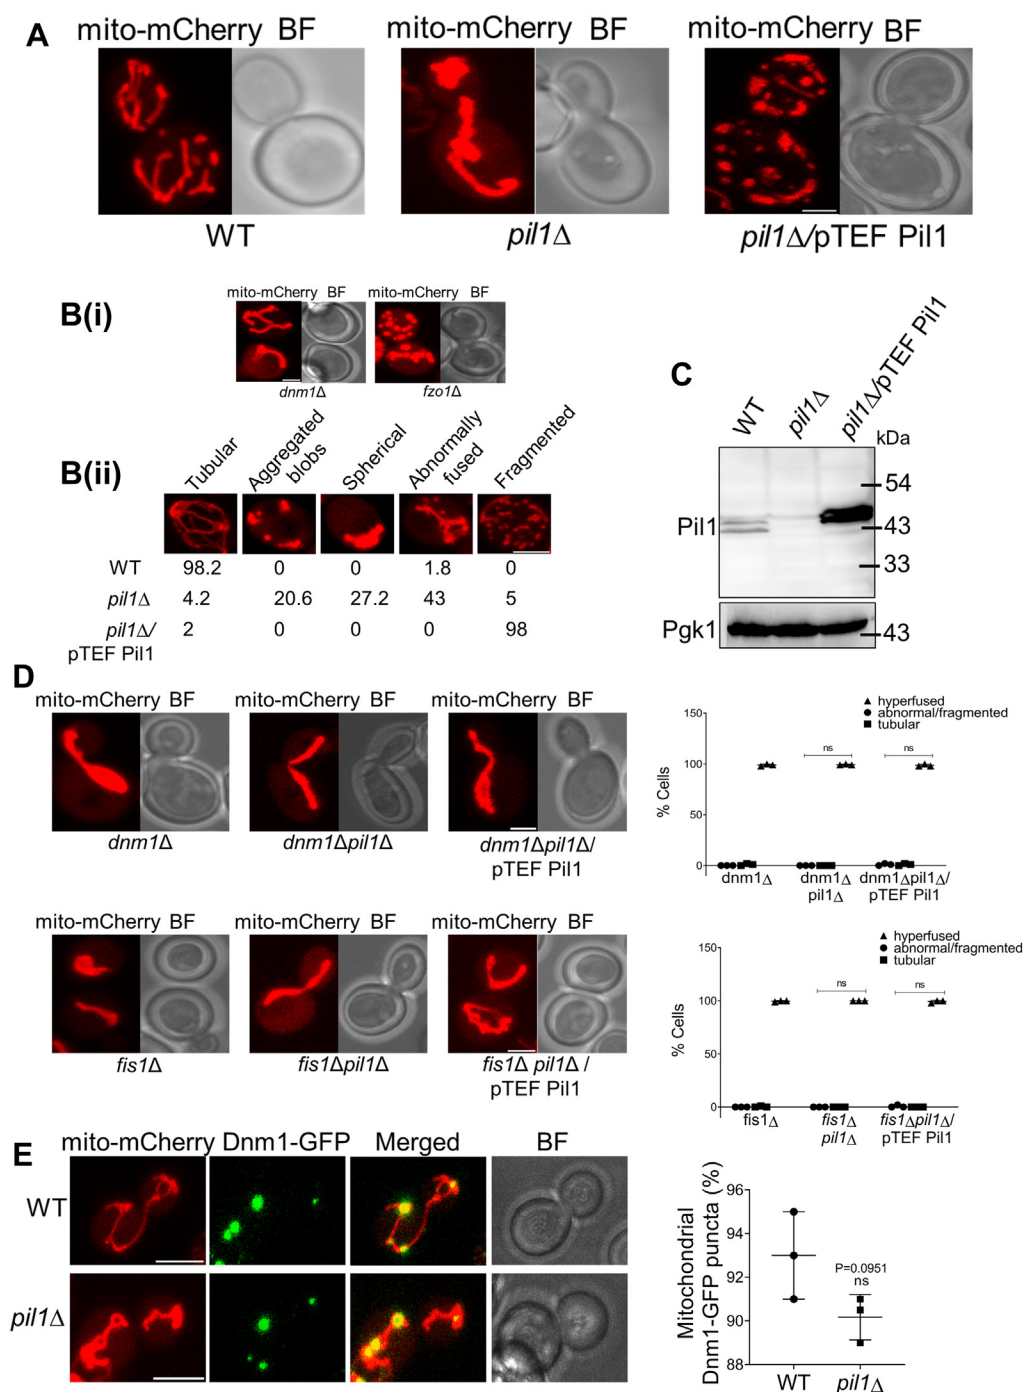 A
mito-mCherry BF
mito-mCherry BF
mito-mCherry BF
WT
pil1Δ
pil1Δ/pTEF Pil1
B(i)
mito-mCherry BF
mito-mCherry BF
dnm1Δ
fzo1Δ
B(ii)
Tubular
Aggregated
blobs
Spherical
Abnormally
fused
Fragmented
WT 98.2 0 0 1.8 0
pil1Δ 4.2 20.6 27.2 43 5
pil1Δ/ 2 0 0 0 98
pTEF Pil1
C
WT
pil1Δ
pil1Δ/pTEF Pil1
kDa
54
Pil1
43
33
Pgk1
43
D
mito-mCherry BF
mito-mCherry BF
mito-mCherry BF
dnm1Δ
dnm1Δpil1Δ
dnm1Δpil1Δ/
pTEF Pil1
hyperfused
abnormal/fragmented
tubular
150
100
50
0
% Cells
ns
ns
dnm1Δ
dnm1Δ
pil1Δ
dnm1Δpil1Δ/
pTEF Pil1
mito-mCherry BF
mito-mCherry BF
mito-mCherry BF
fis1Δ
fis1Δpil1Δ
fis1Δ pil1Δ /
pTEF Pil1
hyperfused
abnormal/fragmented
tubular
150
100
50
0
% Cells
ns
ns
fis1Δ
fis1Δ
pil1Δ
fis1Δpil1Δ/
pTEF Pil1
E
mito-mCherry Dnm1-GFP Merged BF
WT
pil1Δ
Mitochondrial
Dnm1-GFP puncta (%)
96
94
92
90
88
P=0.0951
ns
WT
pil1Δ